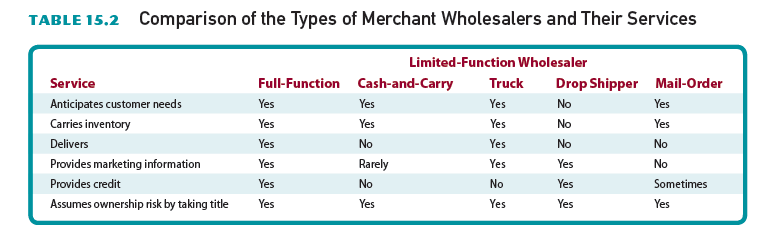 TABLE 15.2 Comparison of the Types of Merchant Wholesalers and Their Services
Limited-Function Wholesaler
Service Full-Function Cash-and-Carry Truck Drop Shipper Mail-Order
Anticipates customer needs Yes Yes Yes No Yes
Carries inventory Yes Yes Yes No Yes
Delivers Yes No Yes No No
Provides marketing information Yes Rarely Yes Yes No
Provides credit Yes No No Yes Sometimes
Assumes ownership risk by taking title Yes Yes Yes Yes Yes